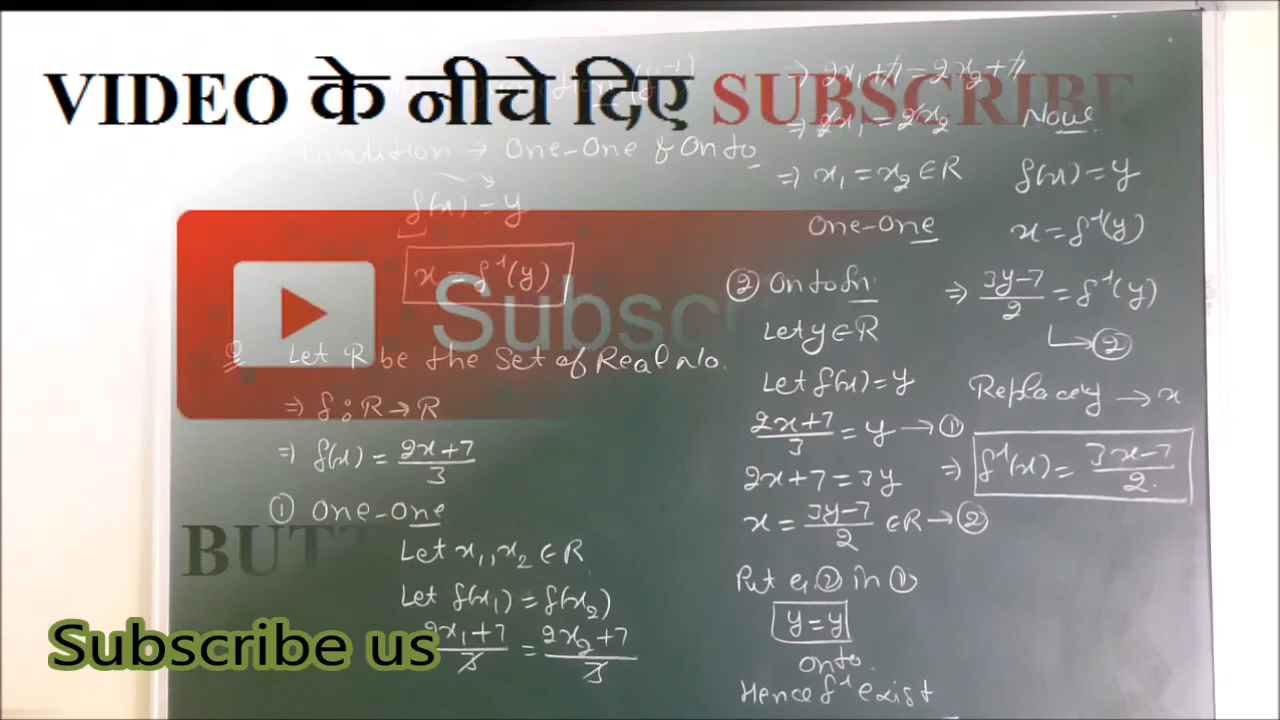 VIDEO के नीचे दिए SUBSCRIBE
Condition → One-One & Onto
f(x) = y
x = f⁻¹(y)
Subscr
Q Let R be the Set of Real No.
⇒ f : R → R
⇒ f(x) = 2x+7/3
① One-One
BUTT
Let x₁, x₂ ∈ R
Let f(x₁) = f(x₂)
2x₁+7/3 = 2x₂+7/3
Subscribe us
⇒ 2x₁+7 = 2x₂+7
⇒ 2x₁ = 2x₂
⇒ x₁ = x₂ ∈ R
One-One
② Onto fn
Let y ∈ R
Let f(x) = y
2x+7/3 = y → ①
2x+7 = 3y
x = 3y-7/2 ∈ R → ②
Put e. ② in ①
y = y
Onto.
Hence f⁻¹ exist
Now
f(x) = y
x = f⁻¹(y)
⇒ 3y-7/2 = f⁻¹(y)
↳ ②
Replace y → x
⇒ f⁻¹(x) = 3x-7/2.